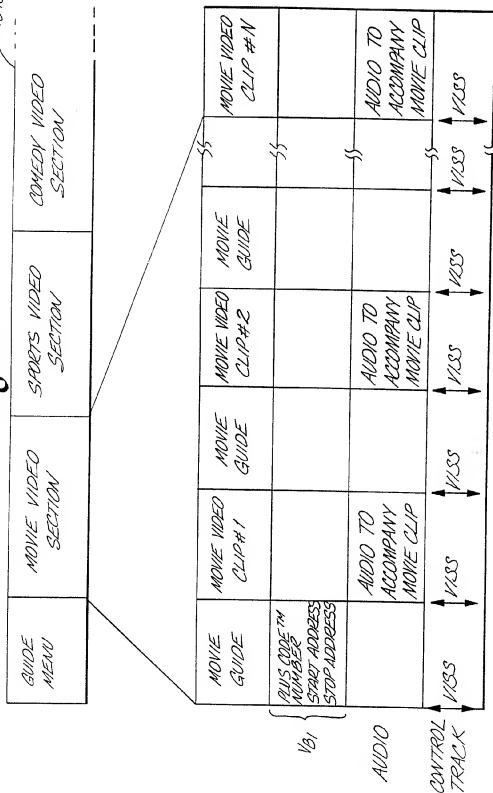 GUIDE
MENU
MOVIE VIDEO
SECTION
SPORTS VIDEO
SECTION
COMEDY VIDEO
SECTION
MOVIE
GUIDE
MOVIE VIDEO
CLIP #1
MOVIE
GUIDE
MOVIE VIDEO
CLIP #2
MOVIE
GUIDE
MOVIE VIDEO
CLIP #N
VBI
PLUS CODE™
NUMBER
START ADDRESS
STOP ADDRESS
AUDIO
AUDIO TO
ACCOMPANY
MOVIE CLIP
AUDIO TO
ACCOMPANY
MOVIE CLIP
AUDIO TO
ACCOMPANY
MOVIE CLIP
CONTROL
TRACK
VISS
VISS
VISS
VISS
VISS
VISS
VISS